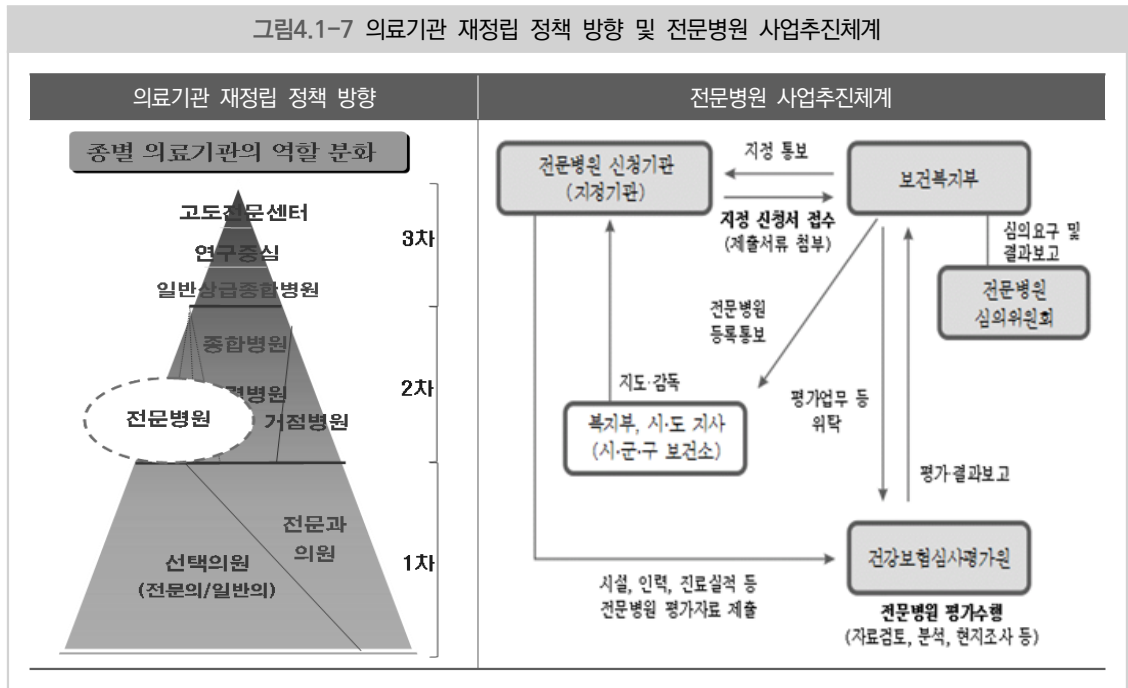 그림4.1-7 의료기관 재정립 정책 방향 및 전문병원 사업추진체계
의료기관 재정립 정책 방향
종별 의료기관의 역할 분화
고도전문센터
연구중심
일반상급종합병원
3차
종합병원
전문병원
거점병원
2차
전문과
의원
선택의원
(전문의/일반의)
1차
전문병원 사업추진체계
전문병원 신청기관
(지정기관)
지정 통보
지정 신청서 접수
(제출서류 첨부)
보건복지부
심의요구 및
결과보고
전문병원
심의위원회
전문병원
등록통보
지도·감독
복지부, 시·도 지사
(시·군·구 보건소)
평가업무 등
위탁
평가·결과보고
건강보험심사평가원
시설, 인력, 진료실적 등
전문병원 평가자료 제출
전문병원 평가수행
(자료검토, 분석, 현지조사 등)